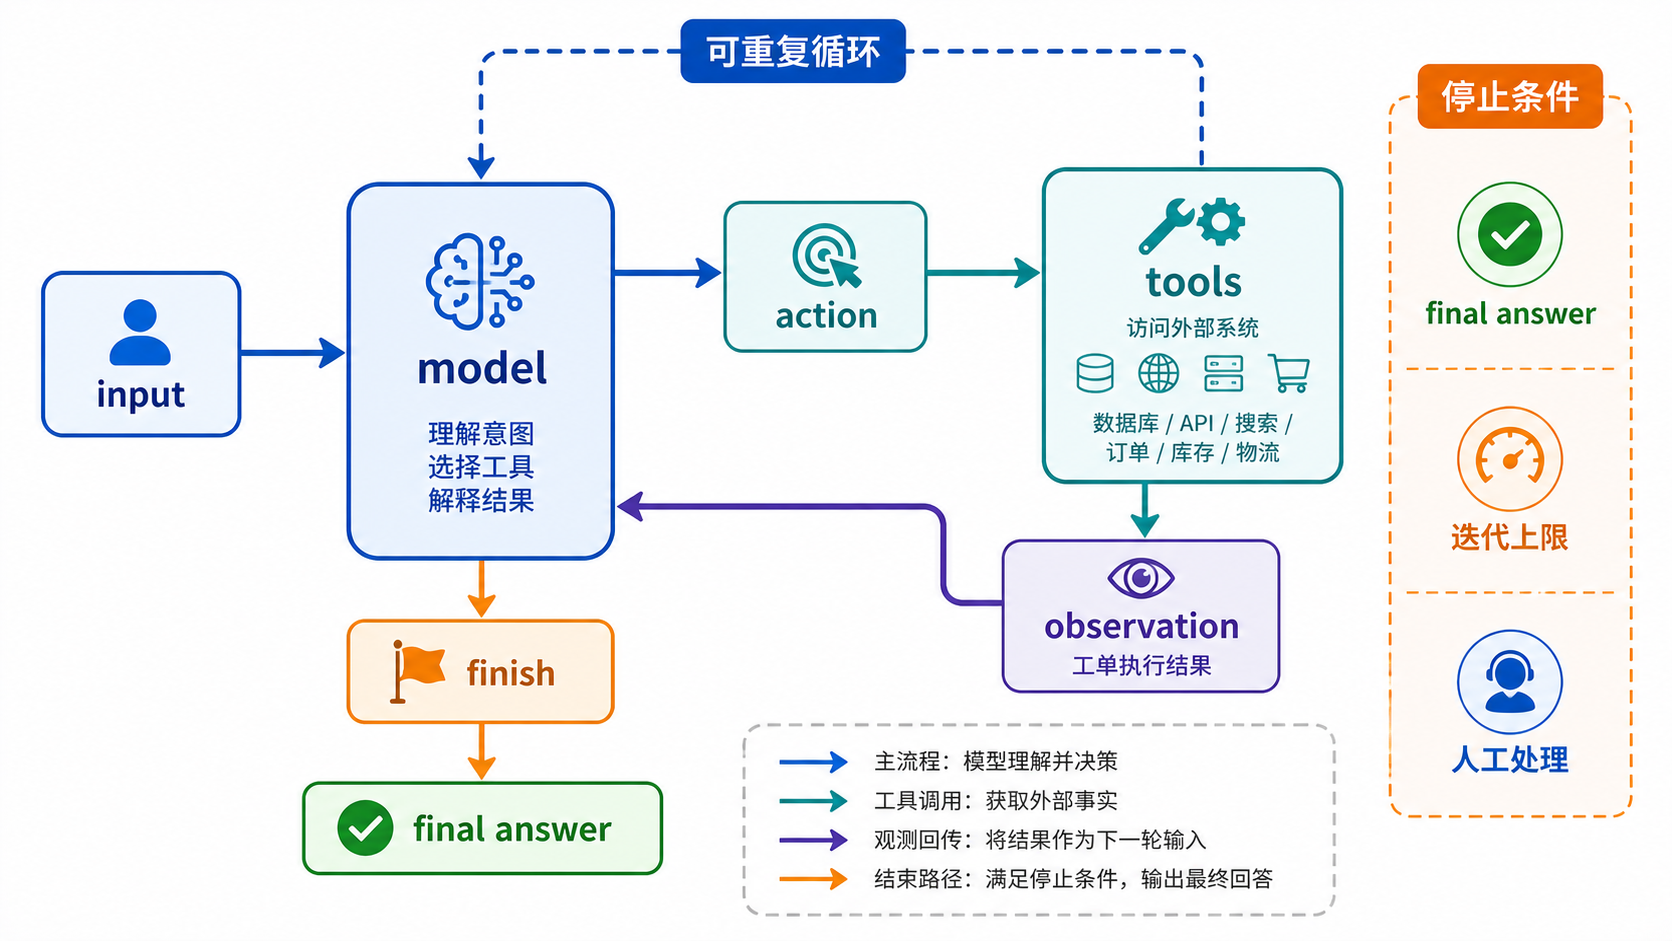 可重复循环
input
model
理解意图
选择工具
解释结果
action
tools
访问外部系统
数据库 / API / 搜索 /
订单 / 库存 / 物流
observation
工单执行结果
finish
final answer
主流程：模型理解并决策
工具调用：获取外部事实
观测回传：将结果作为下一轮输入
结束路径：满足停止条件，输出最终回答
停止条件
final answer
迭代上限
人工处理